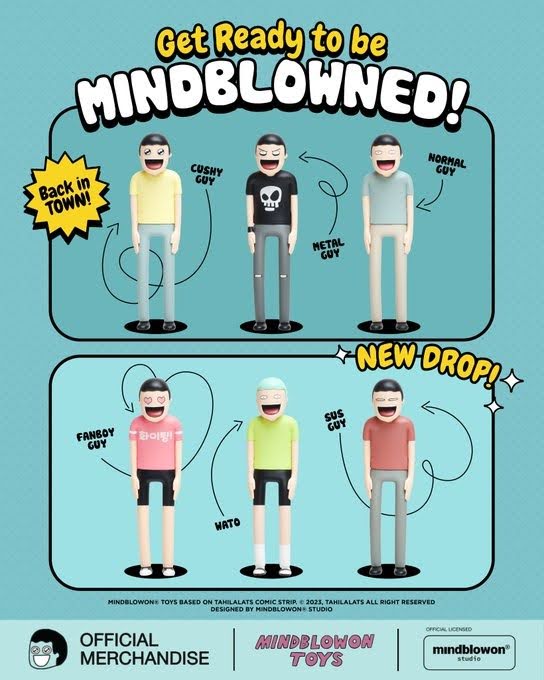 Get Ready to be
MINDBLOWNED!
Back in
TOWN!
CUSHY
GUY
METAL
GUY
NORMAL
GUY
NEW DROP!
FANBOY
GUY
화이팅!
WATO
SUS
GUY
MINDBLOWON® TOYS BASED ON TAHILALATS COMIC STRIP. © 2023, TAHILALATS ALL RIGHT RESERVED
DESIGNED BY MINDBLOWON® STUDIO
OFFICIAL
MERCHANDISE
MINDBLOWON
TOYS
OFFICIAL LICENSED
mindblowon®
studio